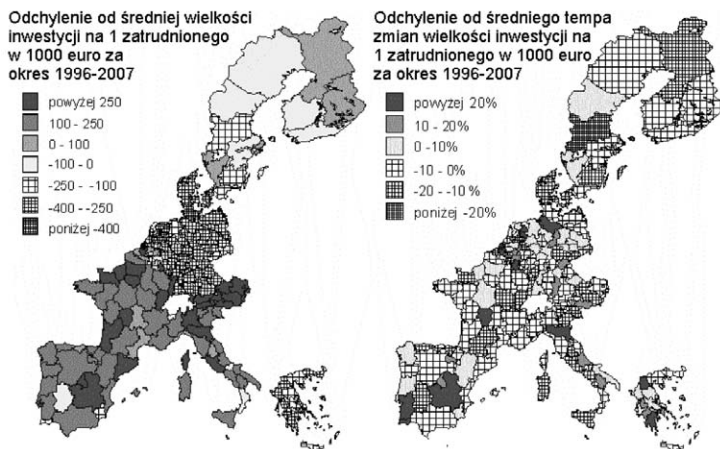 Odchylenie od średniej wielkości
inwestycji na 1 zatrudnionego
w 1000 euro za
okres 1996-2007
powyżej 250
100 - 250
0 - 100
-100 - 0
-250 - -100
-400 - -250
poniżej -400
Odchylenie od średniego tempa
zmian wielkości inwestycji na
1 zatrudnionego w 1000 euro
za okres 1996-2007
powyżej 20%
10 - 20%
0 -10%
-10 - 0%
-20 - -10%
poniżej -20%